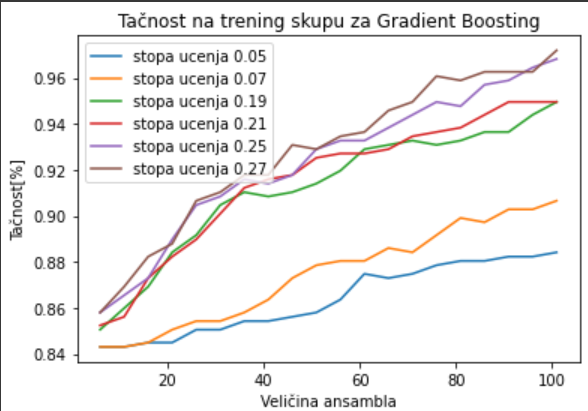 Tačnost na trening skupu za Gradient Boosting
stopa ucenja 0.05
stopa ucenja 0.07
stopa ucenja 0.19
stopa ucenja 0.21
stopa ucenja 0.25
stopa ucenja 0.27
Tačnost[%]
0.96
0.94
0.92
0.90
0.88
0.86
0.84
20 40 60 80 100
Veličina ansambla